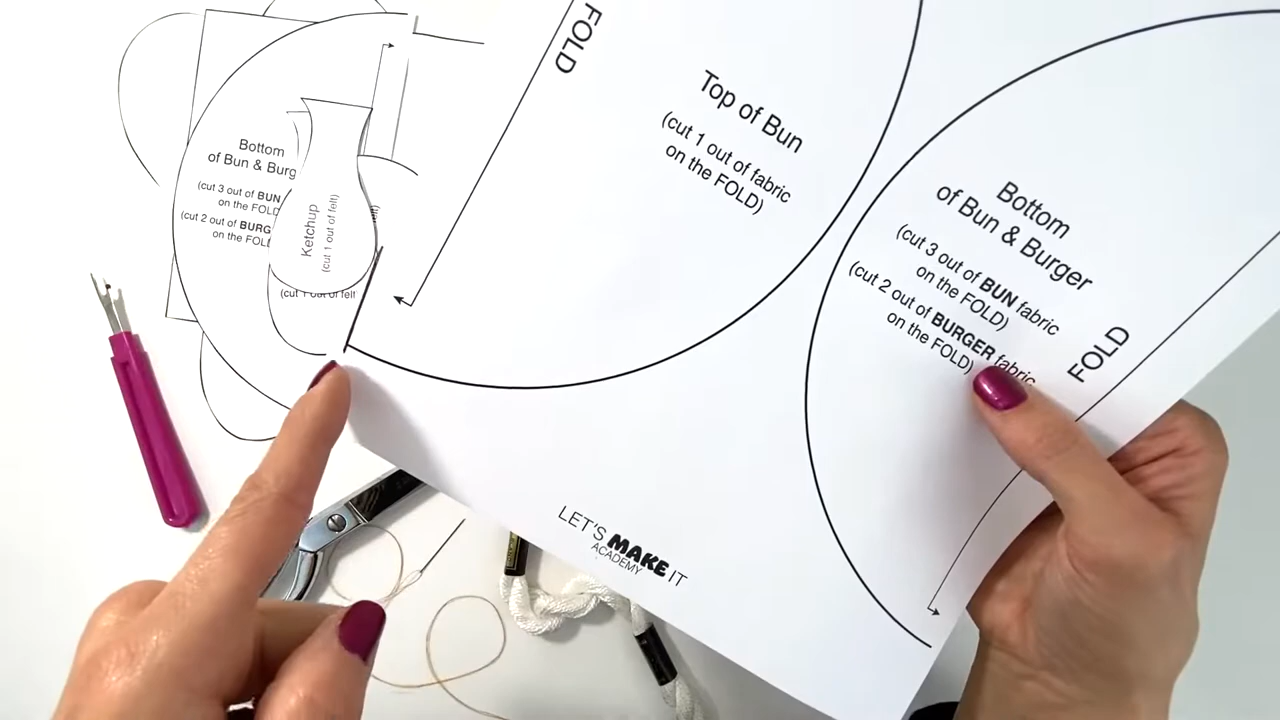 FOLD
Top of Bun
(cut 1 out of fabric
on the FOLD)
Bottom
of Bun & Burger
(cut 3 out of BUN fabric
on the FOLD)
(cut 2 out of BURGER fabric
on the FOLD)
FOLD
LET'S MAKE IT
ACADEMY
Bottom
of Bun & Burg
(cut 3 out of BUN
on the FOLD
(cut 2 out of BURG
on the FOLD
Ketchup
(cut 1 out of felt)
(cut 1 out of felt